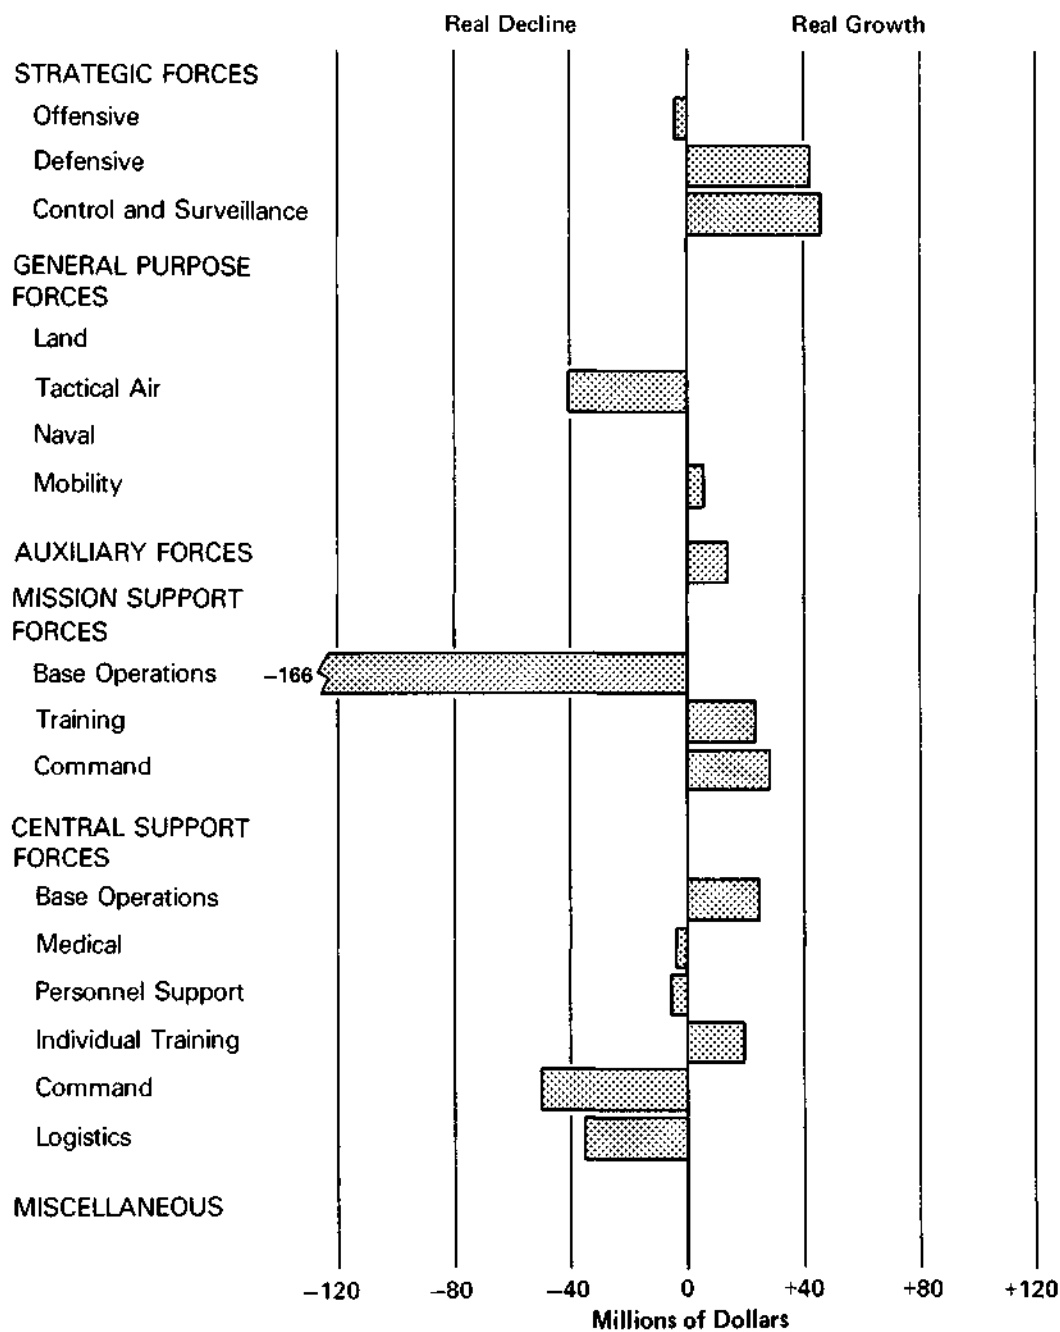 Real Decline Real Growth
STRATEGIC FORCES
Offensive
Defensive
Control and Surveillance
GENERAL PURPOSE
FORCES
Land
Tactical Air
Naval
Mobility
AUXILIARY FORCES
MISSION SUPPORT
FORCES
Base Operations −166
Training
Command
CENTRAL SUPPORT
FORCES
Base Operations
Medical
Personnel Support
Individual Training
Command
Logistics
MISCELLANEOUS
−120 −80 −40 0 +40 +80 +120
Millions of Dollars